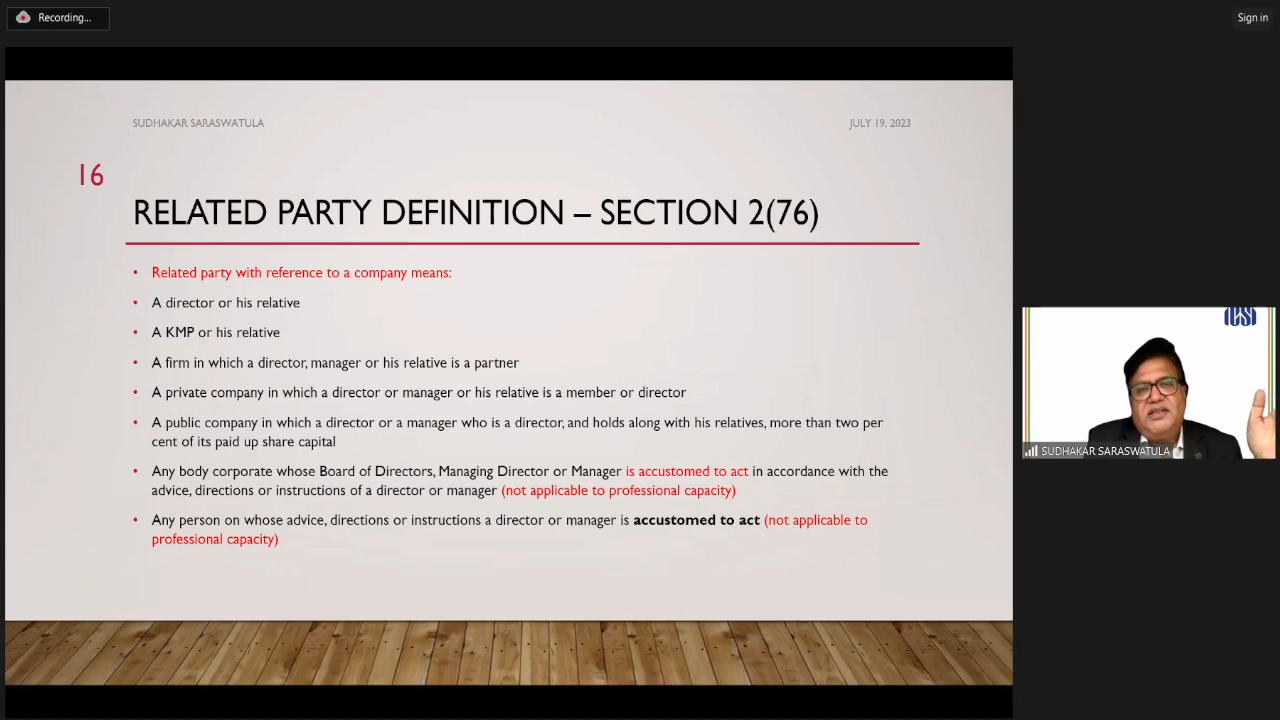 Recording...
Sign in
SUDHAKAR SARASWATULA
JULY 19, 2023
16
RELATED PARTY DEFINITION – SECTION 2(76)
• Related party with reference to a company means:
• A director or his relative
• A KMP or his relative
• A firm in which a director, manager or his relative is a partner
• A private company in which a director or manager or his relative is a member or director
• A public company in which a director or a manager who is a director, and holds along with his relatives, more than two per
cent of its paid up share capital
• Any body corporate whose Board of Directors, Managing Director or Manager is accustomed to act in accordance with the
advice, directions or instructions of a director or manager (not applicable to professional capacity)
• Any person on whose advice, directions or instructions a director or manager is accustomed to act (not applicable to
professional capacity)
ICSI
SUDHAKAR SARASWATULA